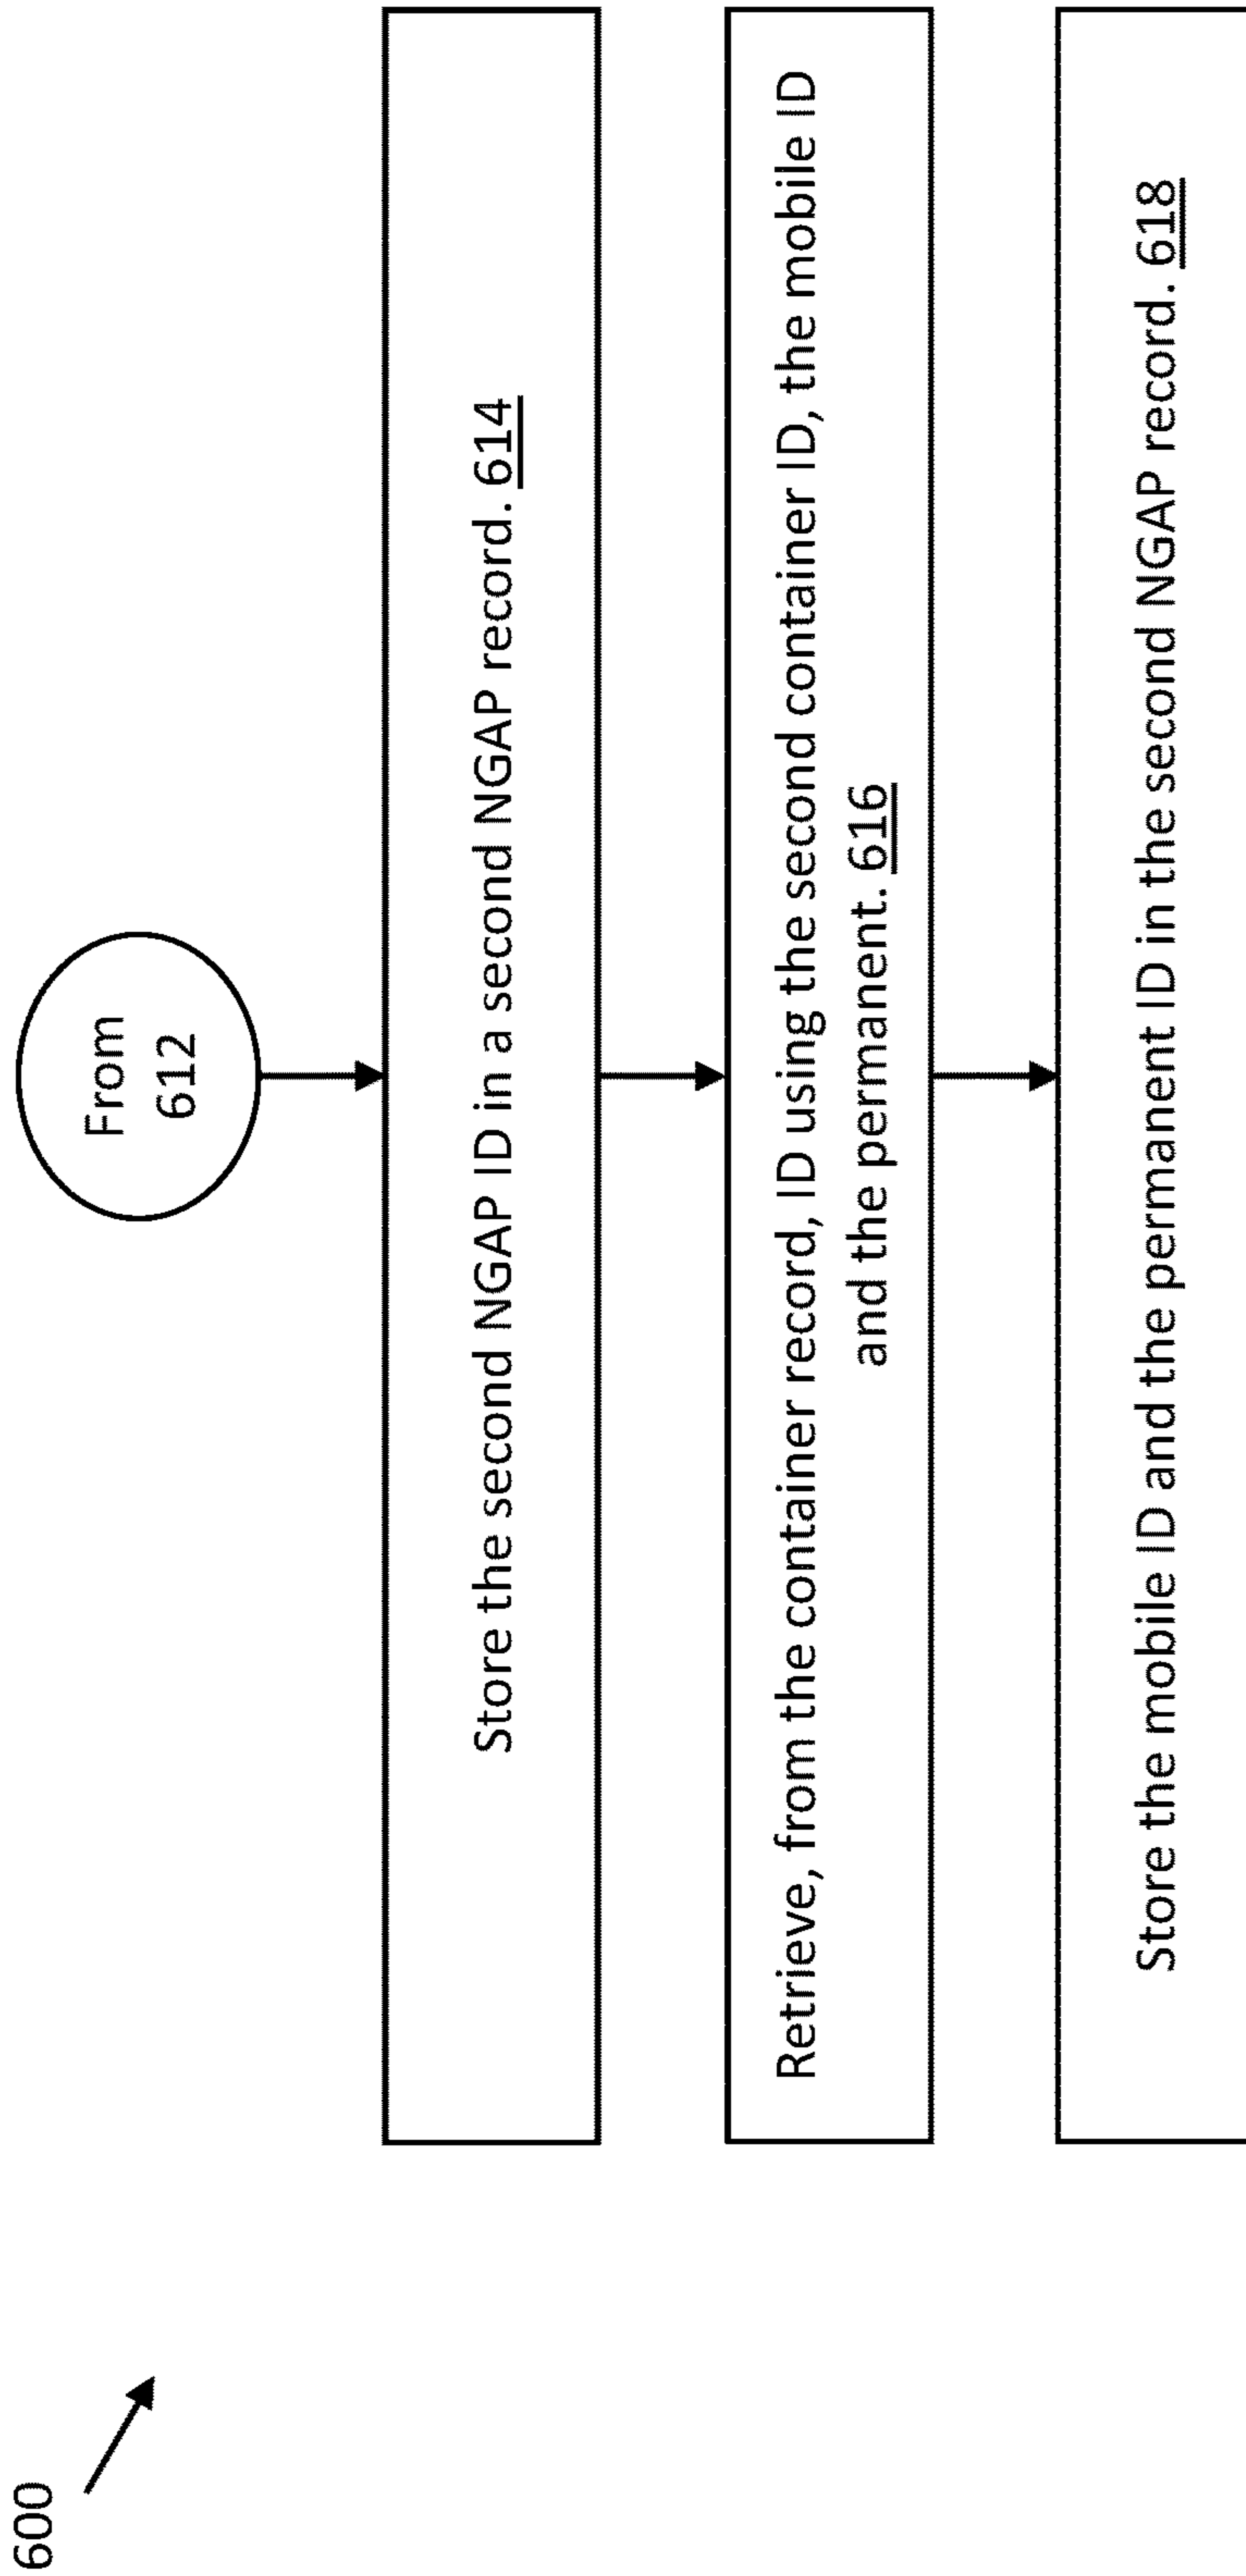 600
From
612
Store the second NGAP ID in a second NGAP record. 614
Retrieve, from the container record, ID using the second container ID, the mobile ID
and the permanent. 616
Store the mobile ID and the permanent ID in the second NGAP record. 618